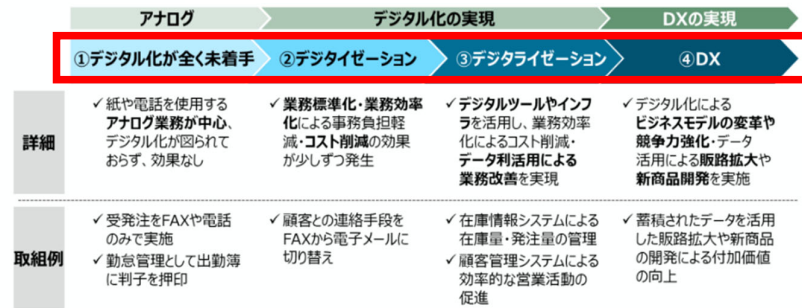 アナログ
デジタル化の実現
DXの実現
①デジタル化が全く未着手
②デジタイゼーション
③デジタライゼーション
④DX
詳細
✓紙や電話を使用する
アナログ業務が中心、
デジタル化が図られて
おらず、効果なし
✓業務標準化・業務効率
化による事務負担軽
減・コスト削減の効果
が少しずつ発生
✓デジタルツールやインフ
ラを活用し、業務効率
化によるコスト削減・
データ利活用による
業務改善を実現
✓デジタル化による
ビジネスモデルの変革や
競争力強化・データ
活用による販路拡大や
新商品開発を実施
取組例
✓受発注をFAXや電話
のみで実施
✓勤怠管理として出勤簿
に判子を押印
✓顧客との連絡手段を
FAXから電子メールに
切り替え
✓在庫情報システムによる
在庫量・発注量の管理
✓顧客管理システムによる
効率的な営業活動の
促進
✓蓄積されたデータを活用
した販路拡大や新商品
の開発による付加価値
の向上